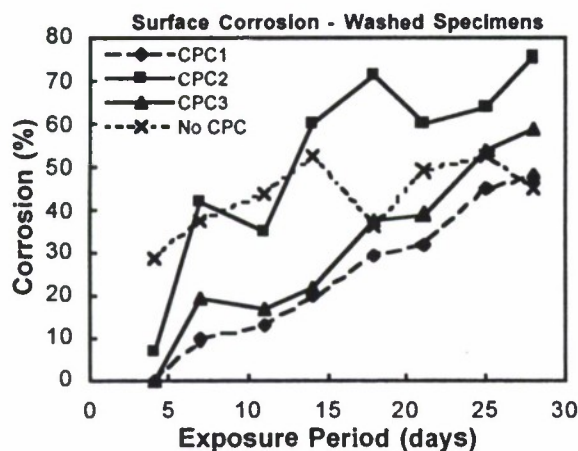 Surface Corrosion - Washed Specimens
80
70
60
50
40
30
20
10
0
Corrosion (%)
CPC1
CPC2
CPC3
No CPC
0 5 10 15 20 25 30
Exposure Period (days)